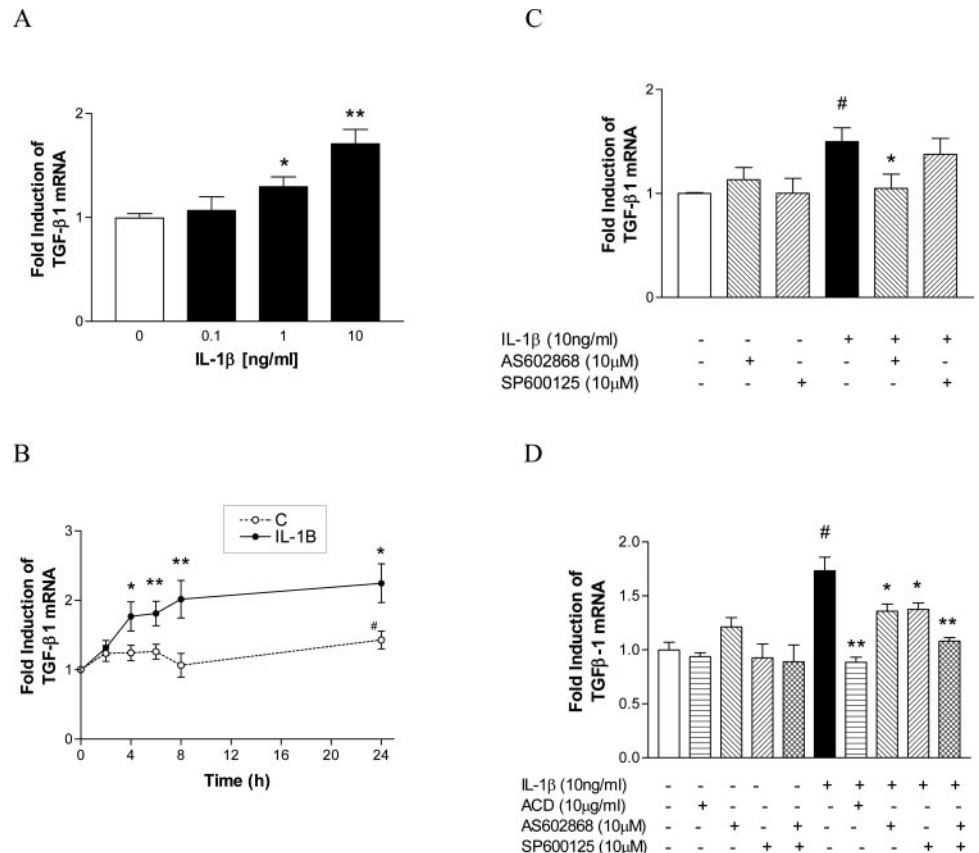 A
Fold Induction of
TGF-β1 mRNA
2
1
0
* **
0 0.1 1 10
IL-1β [ng/ml]
C
Fold Induction of
TGF-β1 mRNA
2
1
0
# *
IL-1β (10ng/ml) - - - + + +
AS602868 (10μM) - + - - + -
SP600125 (10μM) - - + - - +
B
C
IL-1B
Fold Induction of
TGF-β1 mRNA
3
2
1
0
* ** ** *
#
0 4 8 12 16 20 24
Time (h)
D
Fold Induction of
TGFβ-1 mRNA
2.0
1.5
1.0
0.5
0.0
# ** * * **
IL-1β (10ng/ml) - - - - - + + + + +
ACD (10μg/ml) - + - - - - + - - -
AS602868 (10μM) - - + - + - - + - +
SP600125 (10μM) - - - + + - - - + +